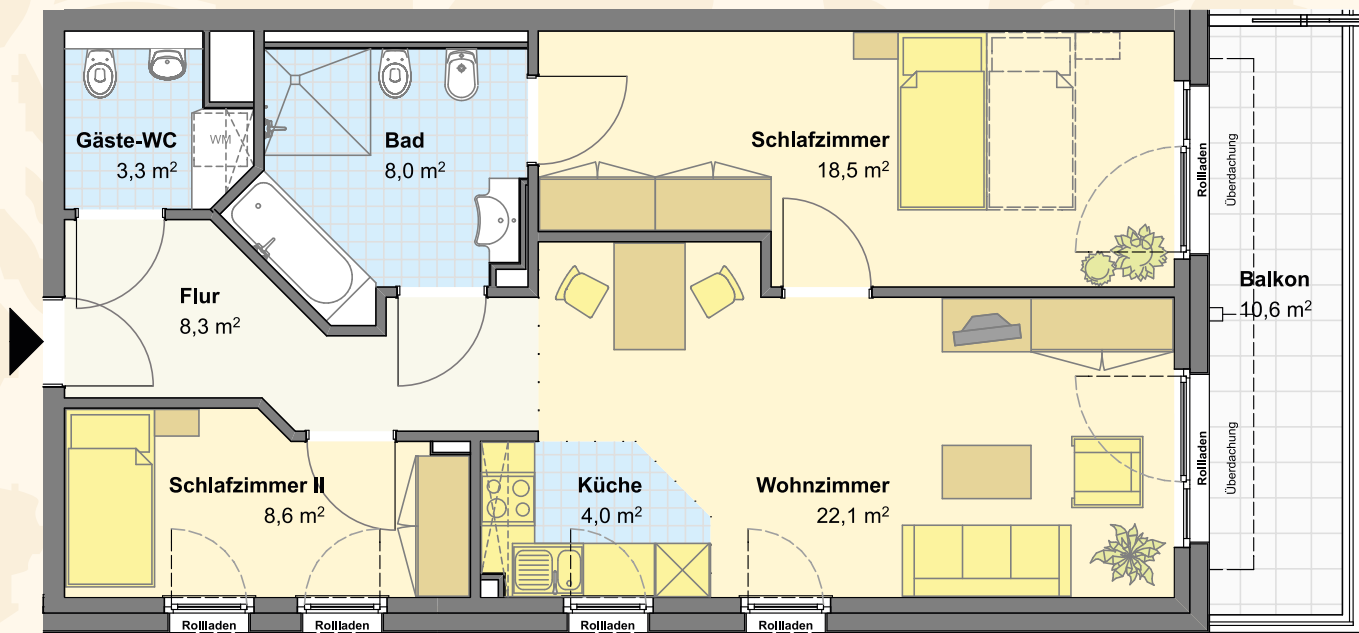 Gäste-WC
3,3 m²
WM
Bad
8,0 m²
Schlafzimmer
18,5 m²
Rollladen
Überdachung
Flur
8,3 m²
Balkon
10,6 m²
Schlafzimmer II
8,6 m²
Küche
4,0 m²
Wohnzimmer
22,1 m²
Rollladen
Überdachung
Rollladen
Rollladen
Rollladen
Rollladen